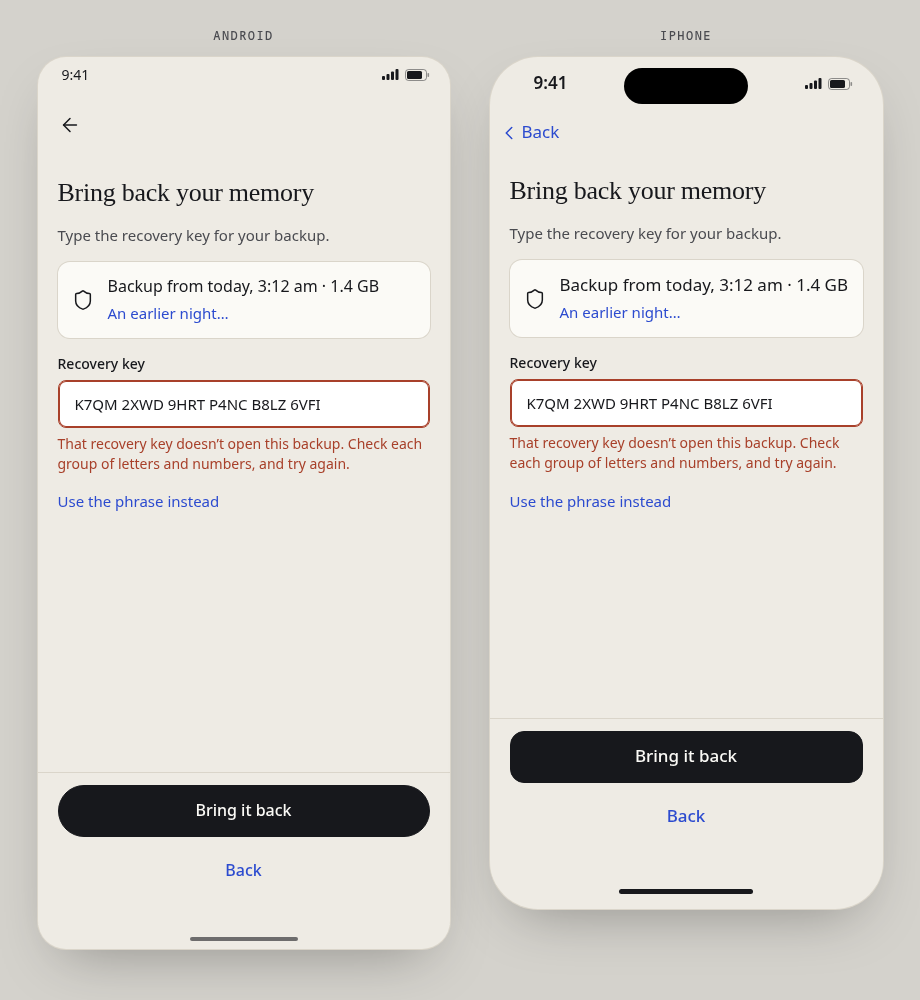 ANDROID
9:41
Bring back your memory
Type the recovery key for your backup.
Backup from today, 3:12 am · 1.4 GB
An earlier night…
Recovery key
K7QM 2XWD 9HRT P4NC B8LZ 6VFI
That recovery key doesn’t open this backup. Check each
group of letters and numbers, and try again.
Use the phrase instead
Bring it back
Back
IPHONE
9:41
Back
Bring back your memory
Type the recovery key for your backup.
Backup from today, 3:12 am · 1.4 GB
An earlier night…
Recovery key
K7QM 2XWD 9HRT P4NC B8LZ 6VFI
That recovery key doesn’t open this backup. Check
each group of letters and numbers, and try again.
Use the phrase instead
Bring it back
Back